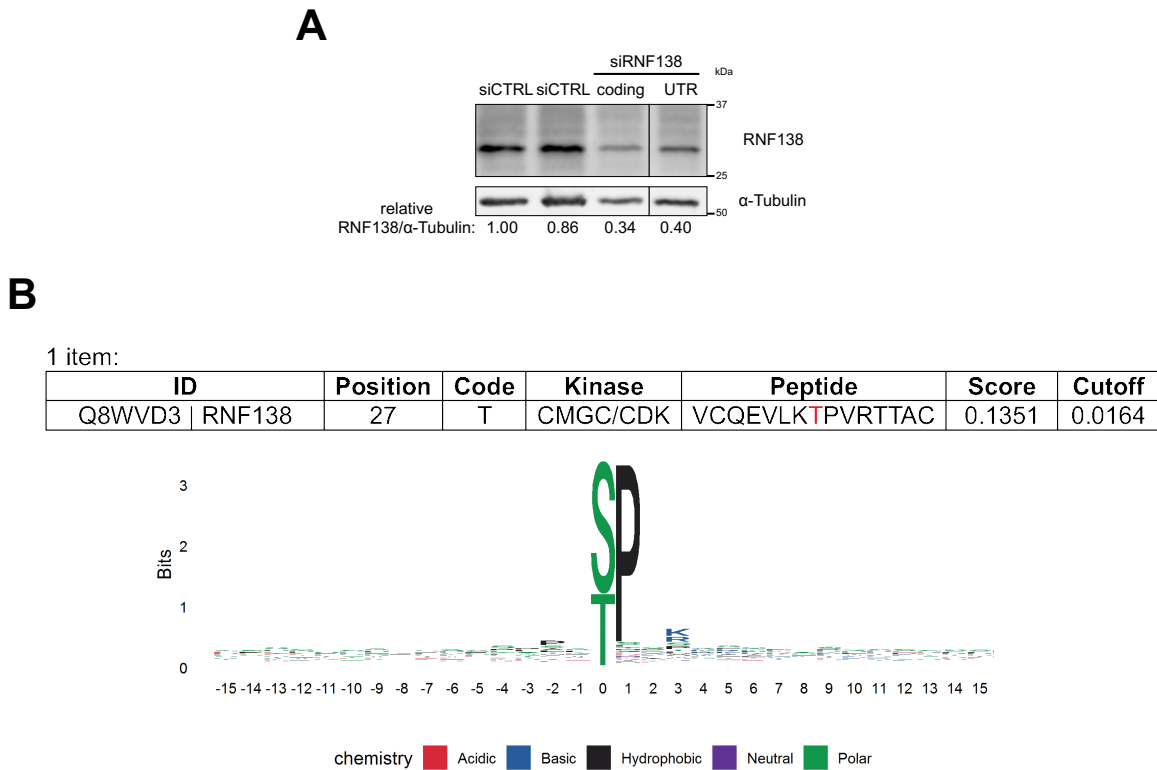 A
siRNF138
kDa
siCTRL siCTRL coding UTR
37
RNF138
25
α-Tubulin
50
relative
RNF138/α-Tubulin: 1.00 0.86 0.34 0.40
B
1 item:
ID Position Code Kinase Peptide Score Cutoff
Q8WVD3 | RNF138 27 T CMGC/CDK VCQEVLKTPVRTTAC 0.1351 0.0164
3
2
1
0
Bits
S
T
P
K
R
P
-15 -14 -13 -12 -11 -10 -9 -8 -7 -6 -5 -4 -3 -2 -1 0 1 2 3 4 5 6 7 8 9 10 11 12 13 14 15
chemistry Acidic Basic Hydrophobic Neutral Polar